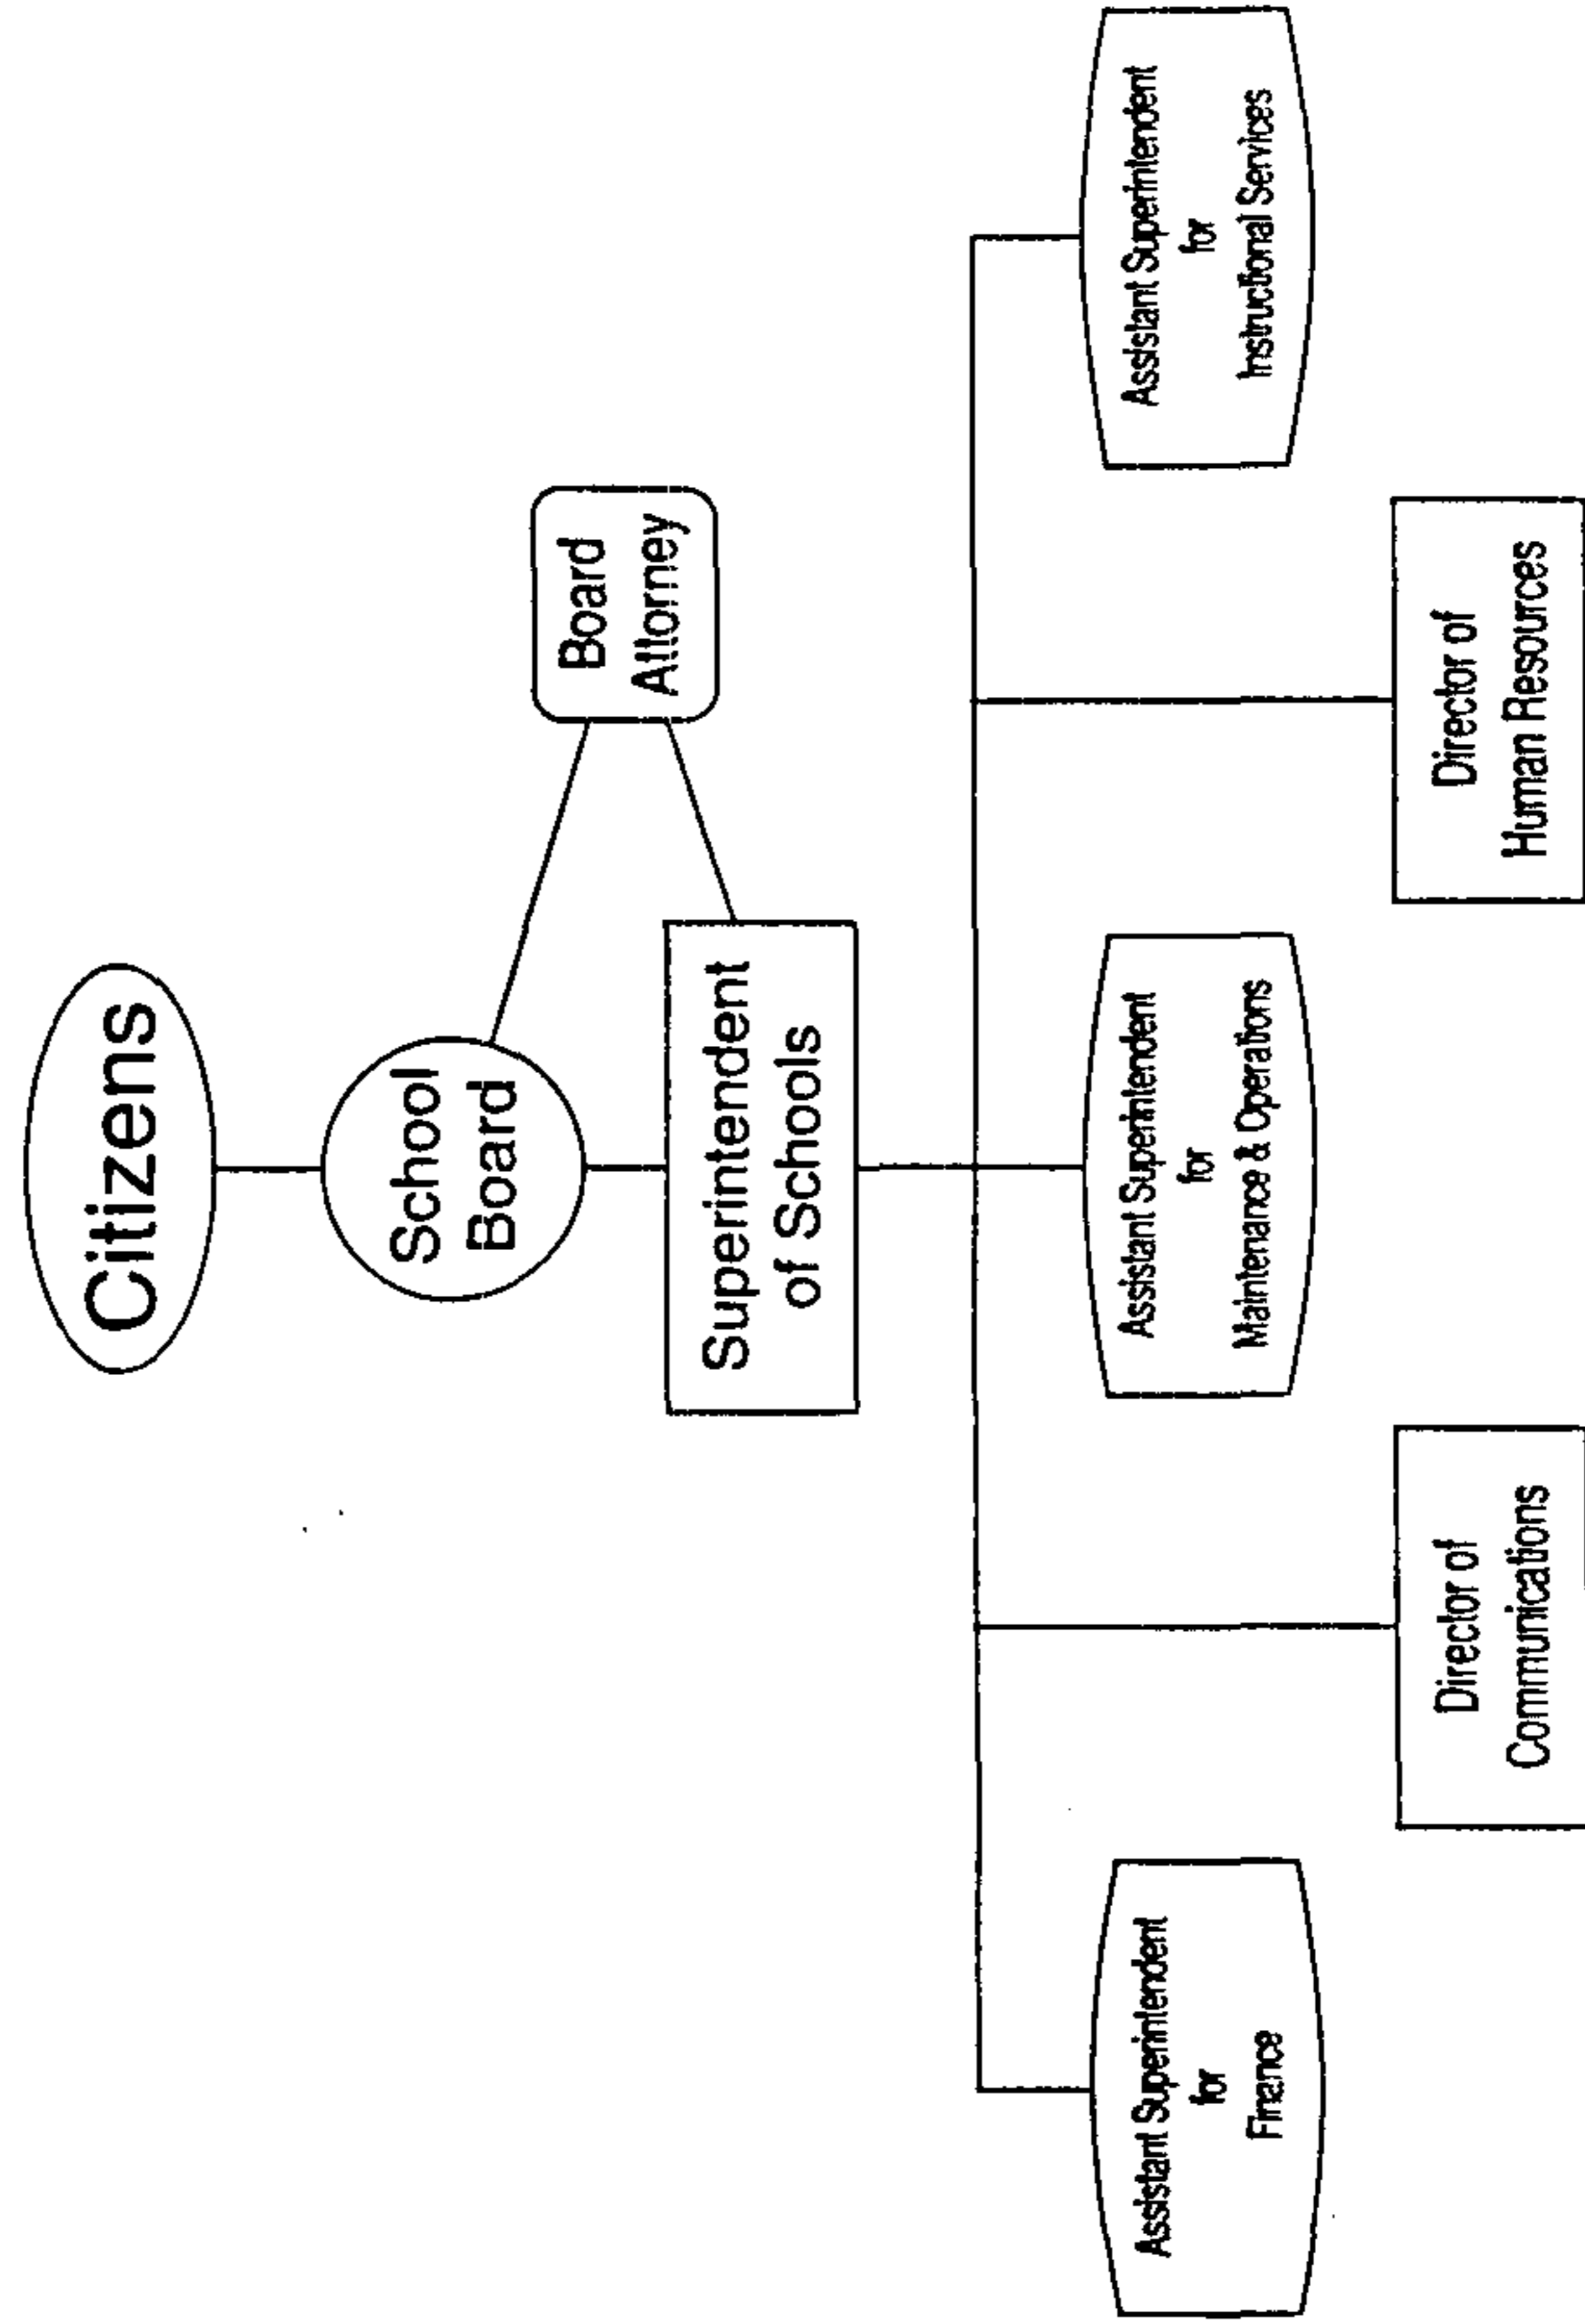 Citizens
School
Board
Board
Attorney
Superintendent
of Schools
Assistant Superintendent
for
Finance
Director of
Communications
Assistant Superintendent
for
Maintenance & Operations
Director of
Human Resources
Assistant Superintendent
for
Instructional Services